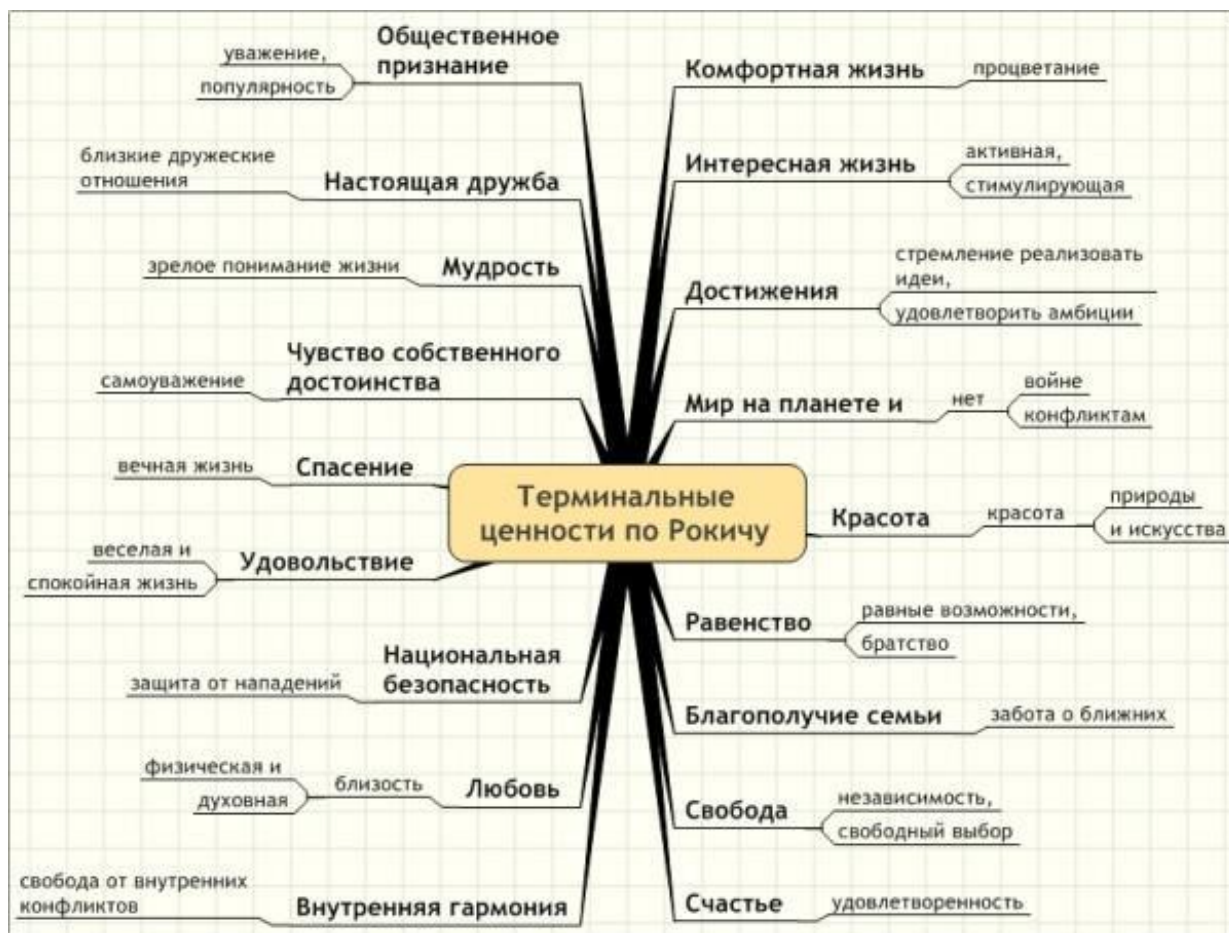 Терминальные
ценности по Рокичу
Комфортная жизнь
процветание
Интересная жизнь
активная,
стимулирующая
Достижения
стремление реализовать
идеи,
удовлетворить амбиции
Мир на планете и
нет
войне
конфликтам
Красота
красота
природы
и искусства
Равенство
равные возможности,
братство
Благополучие семьи
забота о ближних
Свобода
независимость,
свободный выбор
Счастье
удовлетворенность
Общественное
признание
уважение,
популярность
Настоящая дружба
близкие дружеские
отношения
Мудрость
зрелое понимание жизни
Чувство собственного
достоинства
самоуважение
Спасение
вечная жизнь
Удовольствие
веселая и
спокойная жизнь
Национальная
безопасность
защита от нападений
Любовь
близость
физическая и
духовная
Внутренняя гармония
свобода от внутренних
конфликтов